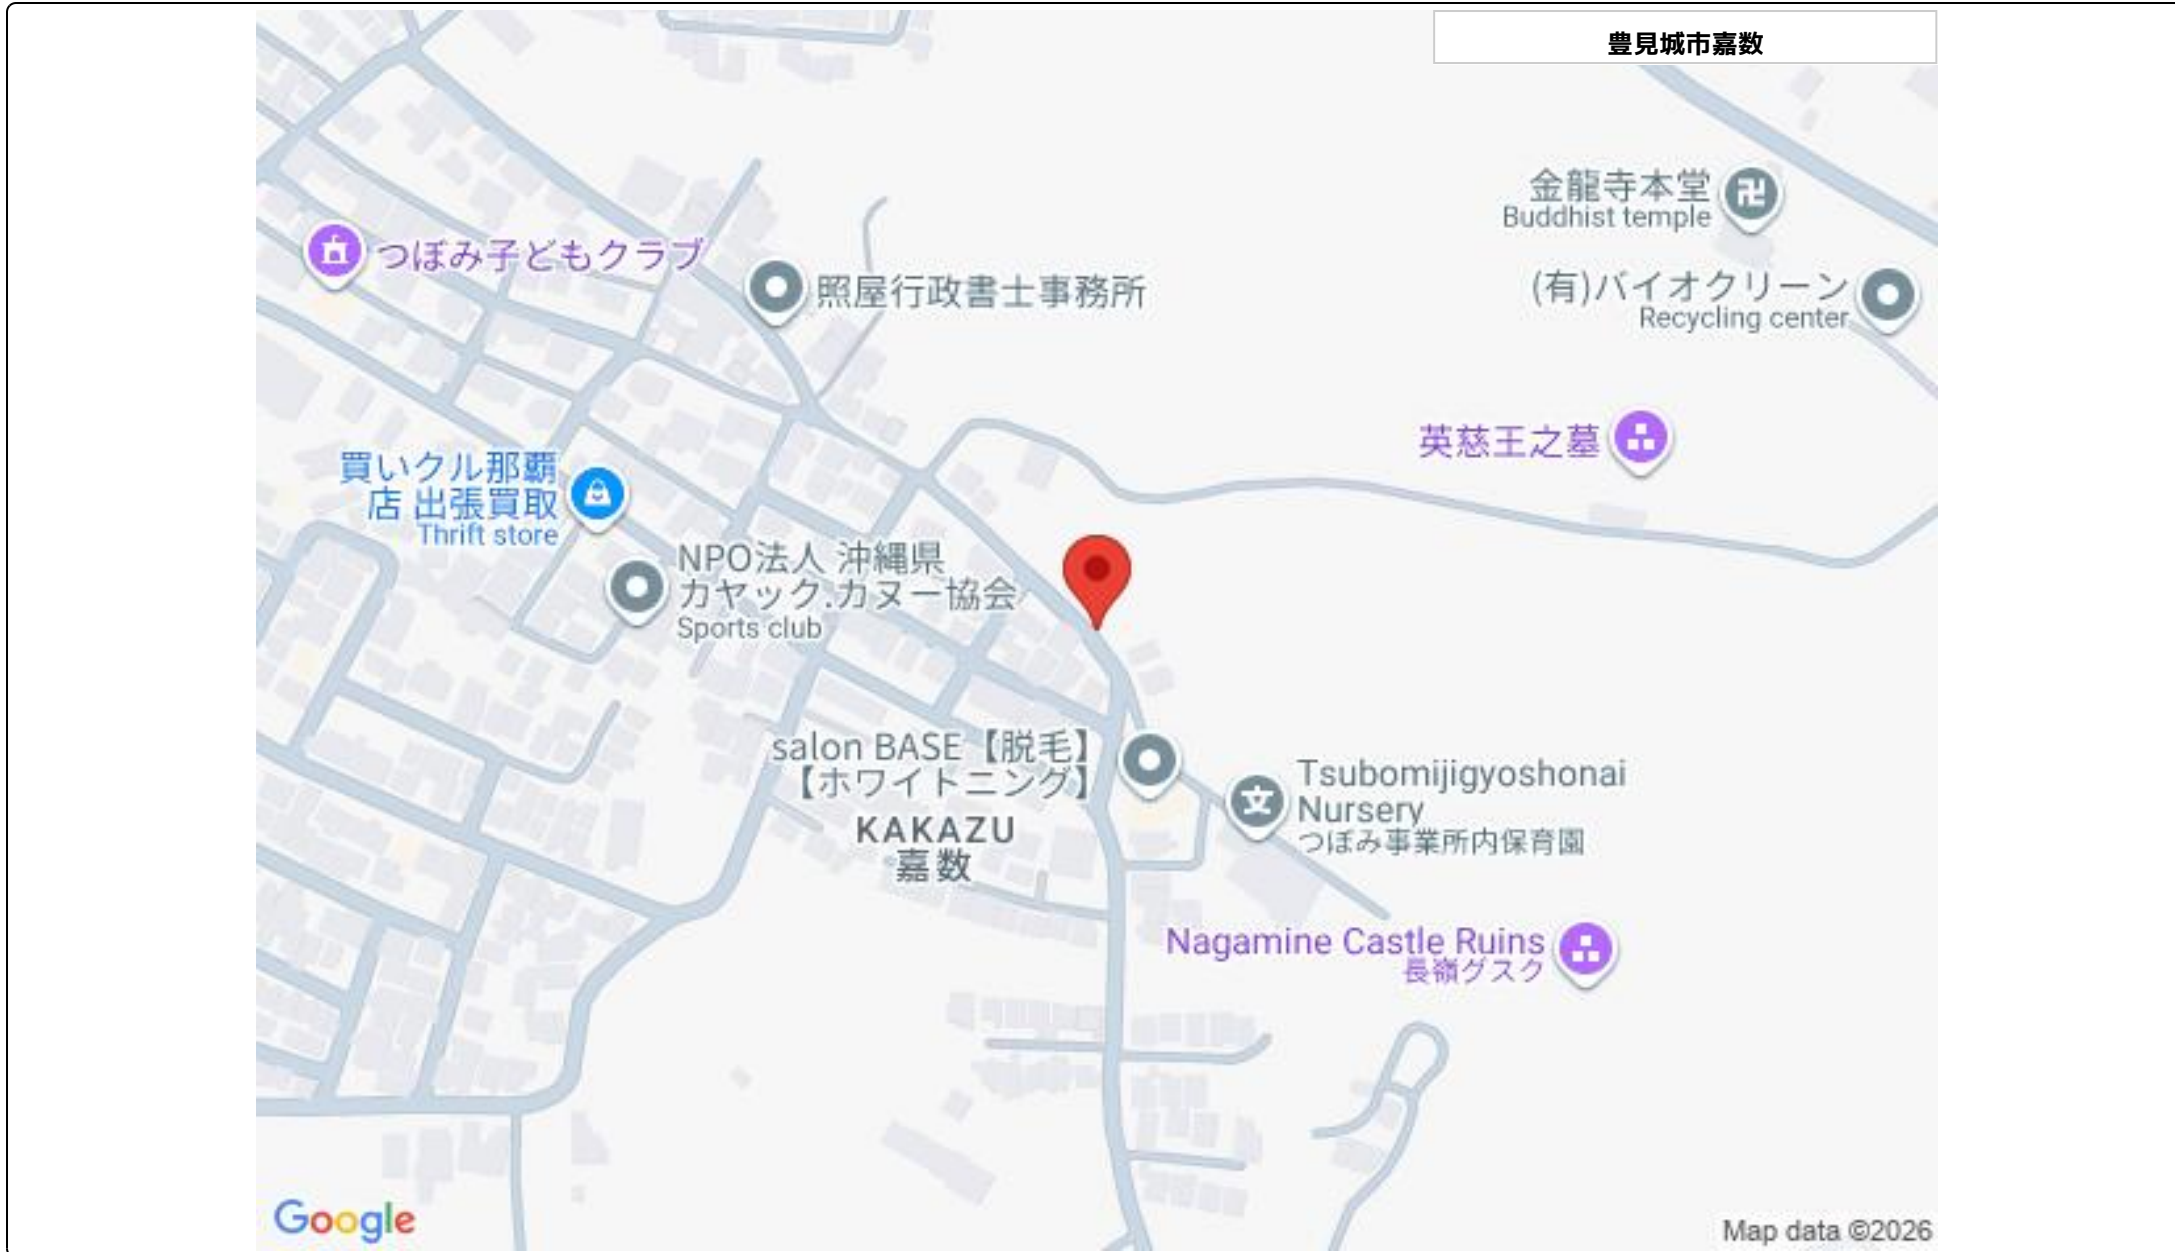 豊見城市嘉数
金龍寺本堂
Buddhist temple
つぼみ子どもクラブ
照屋行政書士事務所
(有)バイオクリーン
Recycling center
英慈王之墓
買いクル那覇
店 出張買取
Thrift store
NPO法人 沖縄県
カヤック.カヌー協会
Sports club
salon BASE【脱毛】
【ホワイトニング】
Tsubomijigyoshonai
Nursery
つぼみ事業所内保育園
KAKAZU
嘉数
Nagamine Castle Ruins
長嶺グスク
Google
Map data ©2026